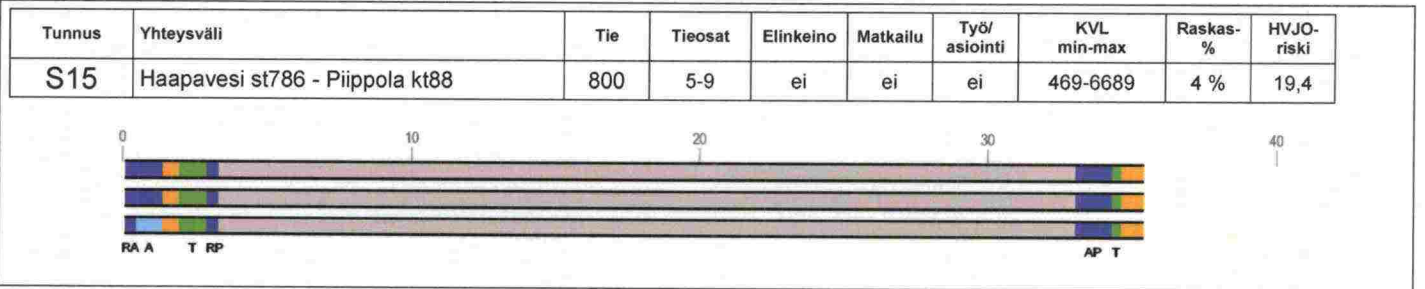 Tunnus Yhteysväli Tie Tieosat Elinkeino Matkailu Työ/ asiointi KVL min-max Raskas- % HVJO- riski
S15 Haapavesi st786 - Piippola kt88 800 5-9 ei ei ei 469-6689 4 % 19,4
0 10 20 30 40
RA A T RP AP T